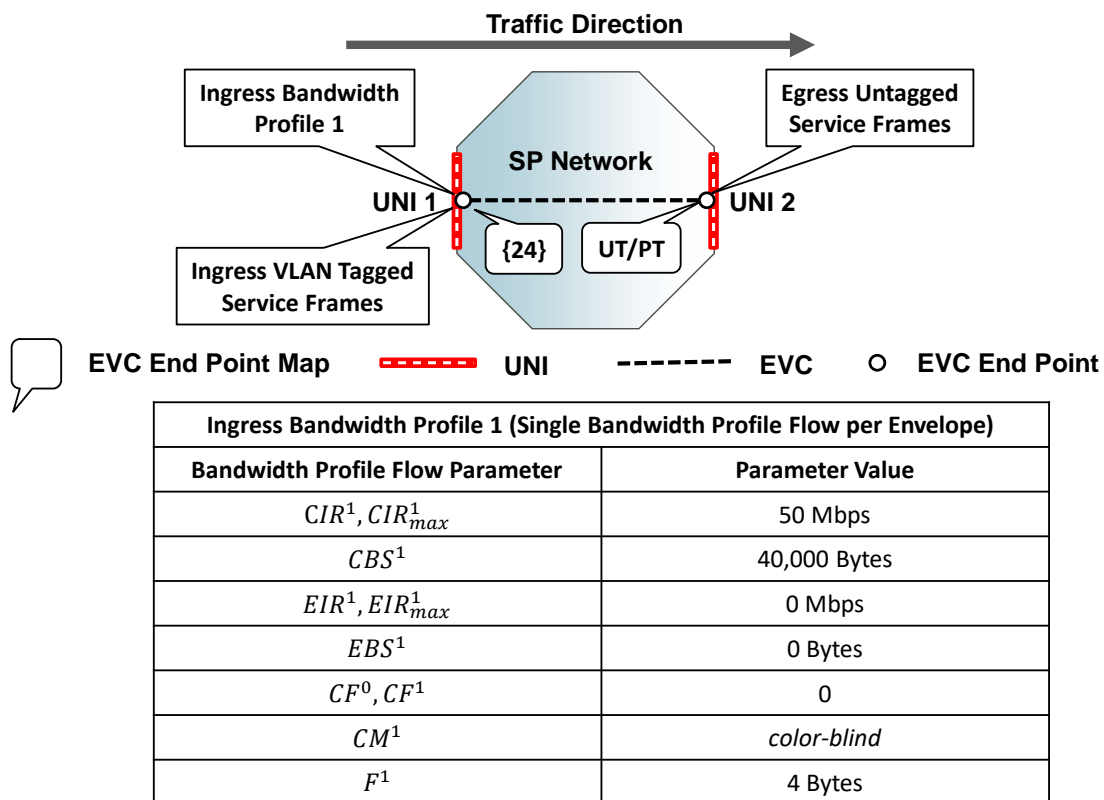 Traffic Direction
Ingress Bandwidth
Profile 1
Egress Untagged
Service Frames
SP Network
UNI 1
UNI 2
{24}
UT/PT
Ingress VLAN Tagged
Service Frames
EVC End Point Map
UNI
EVC
EVC End Point
Ingress Bandwidth Profile 1 (Single Bandwidth Profile Flow per Envelope)
Bandwidth Profile Flow Parameter Parameter Value
CIR¹, CIR¹max 50 Mbps
CBS¹ 40,000 Bytes
EIR¹, EIR¹max 0 Mbps
EBS¹ 0 Bytes
CF⁰, CF¹ 0
CM¹ color-blind
F¹ 4 Bytes